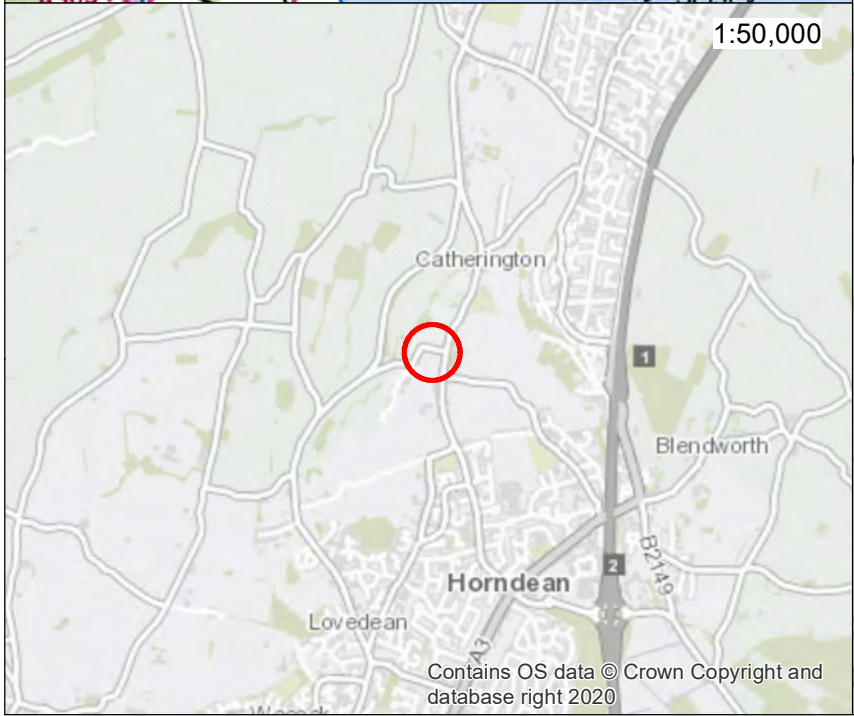 1:50,000
Catherington
1
Blendworth
B2149
2
Horndean
Lovedean
A3
Contains OS data © Crown Copyright and
database right 2020